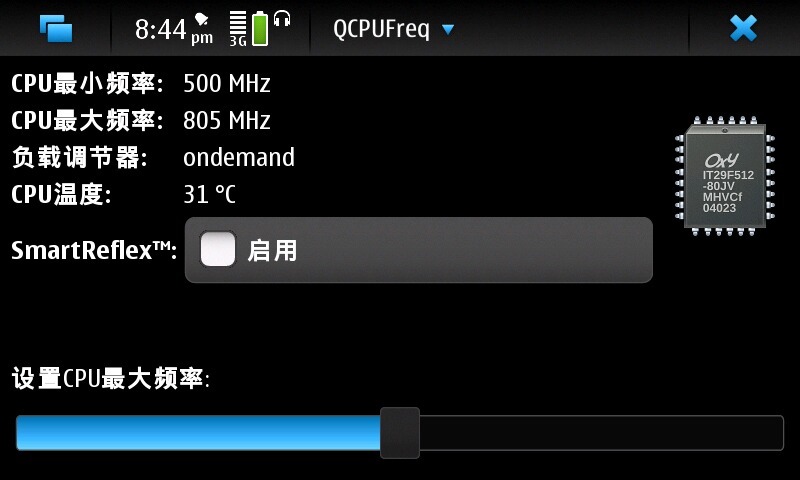 8:44 pm 3G QCPUFreq
CPU最小频率: 500 MHz
CPU最大频率: 805 MHz
负载调节器: ondemand
CPU温度: 31 °C
SmartReflex™: 启用
OXY
IT29F512
-80JV
MHVCf
04023
设置CPU最大频率: